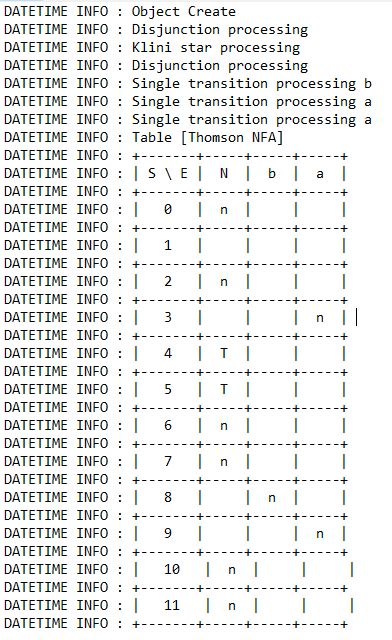 DATETIME INFO : Object Create
DATETIME INFO : Disjunction processing
DATETIME INFO : Klini star processing
DATETIME INFO : Disjunction processing
DATETIME INFO : Single transition processing b
DATETIME INFO : Single transition processing a
DATETIME INFO : Single transition processing a
DATETIME INFO : Table [Thomson NFA]
DATETIME INFO : +-------+-----+-----+-----+
DATETIME INFO : | S \ E |  N  |  b  |  a  |
DATETIME INFO : +-------+-----+-----+-----+
DATETIME INFO : |   0   |  n  |     |     |
DATETIME INFO : +-------+-----+-----+-----+
DATETIME INFO : |   1   |     |     |     |
DATETIME INFO : +-------+-----+-----+-----+
DATETIME INFO : |   2   |  n  |     |     |
DATETIME INFO : +-------+-----+-----+-----+
DATETIME INFO : |   3   |     |     |  n  |
DATETIME INFO : +-------+-----+-----+-----+
DATETIME INFO : |   4   |  T  |     |     |
DATETIME INFO : +-------+-----+-----+-----+
DATETIME INFO : |   5   |  T  |     |     |
DATETIME INFO : +-------+-----+-----+-----+
DATETIME INFO : |   6   |  n  |     |     |
DATETIME INFO : +-------+-----+-----+-----+
DATETIME INFO : |   7   |  n  |     |     |
DATETIME INFO : +-------+-----+-----+-----+
DATETIME INFO : |   8   |     |  n  |     |
DATETIME INFO : +-------+-----+-----+-----+
DATETIME INFO : |   9   |     |     |  n  |
DATETIME INFO : +-------+-----+-----+-----+
DATETIME INFO : |   10   |  n  |     |     |
DATETIME INFO : +-------+-----+-----+-----+
DATETIME INFO : |   11   |  n  |     |     |
DATETIME INFO : +-------+-----+-----+-----+